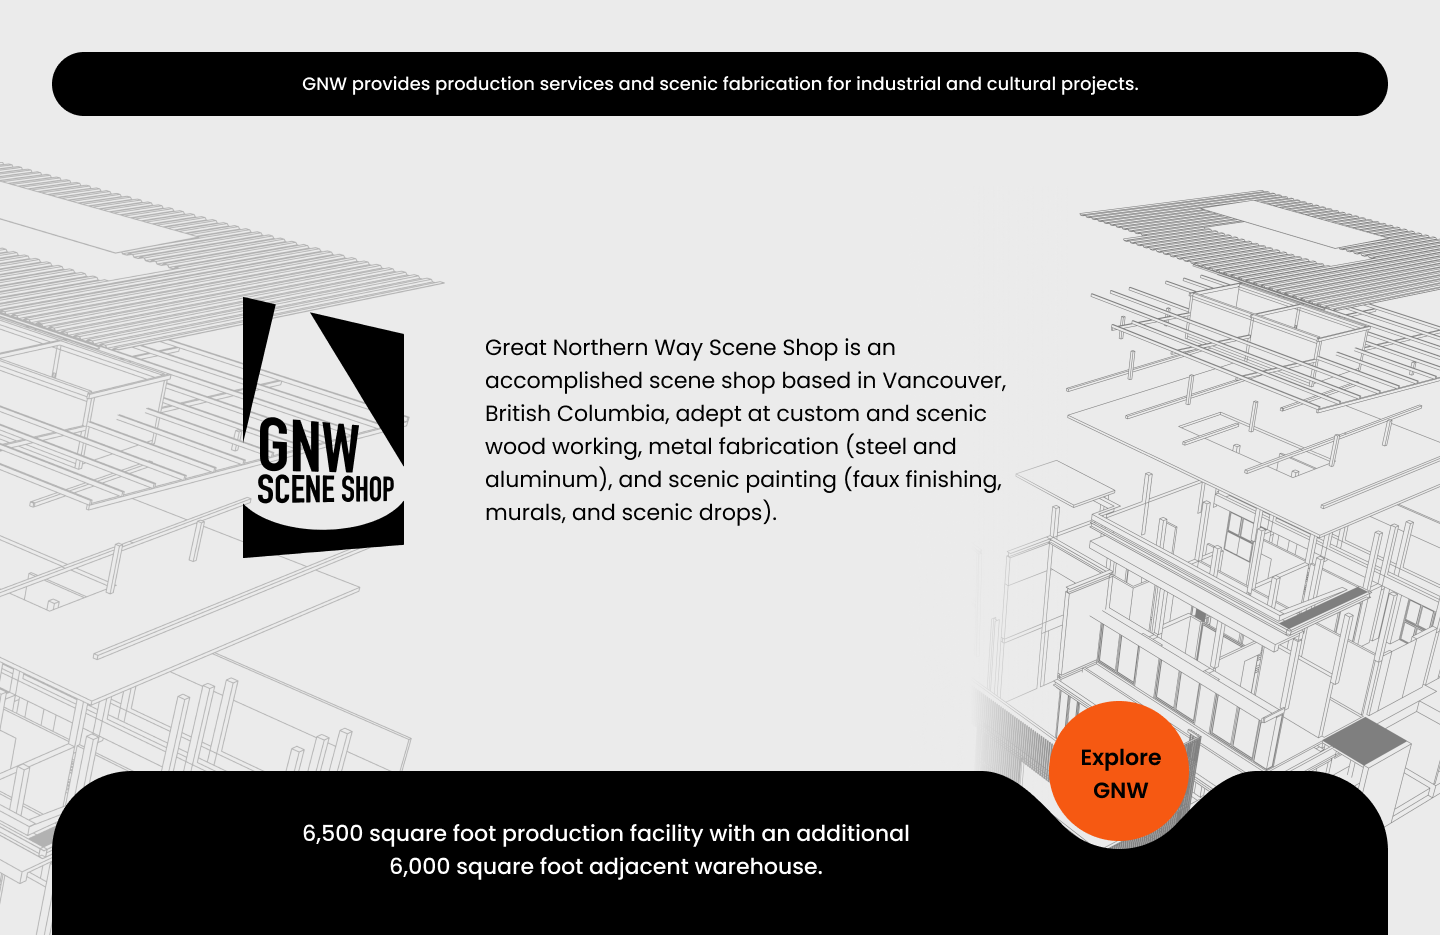 GNW provides production services and scenic fabrication for industrial and cultural projects.
GNW
SCENE SHOP
Great Northern Way Scene Shop is an
accomplished scene shop based in Vancouver,
British Columbia, adept at custom and scenic
wood working, metal fabrication (steel and
aluminum), and scenic painting (faux finishing,
murals, and scenic drops).
Explore
GNW
6,500 square foot production facility with an additional
6,000 square foot adjacent warehouse.